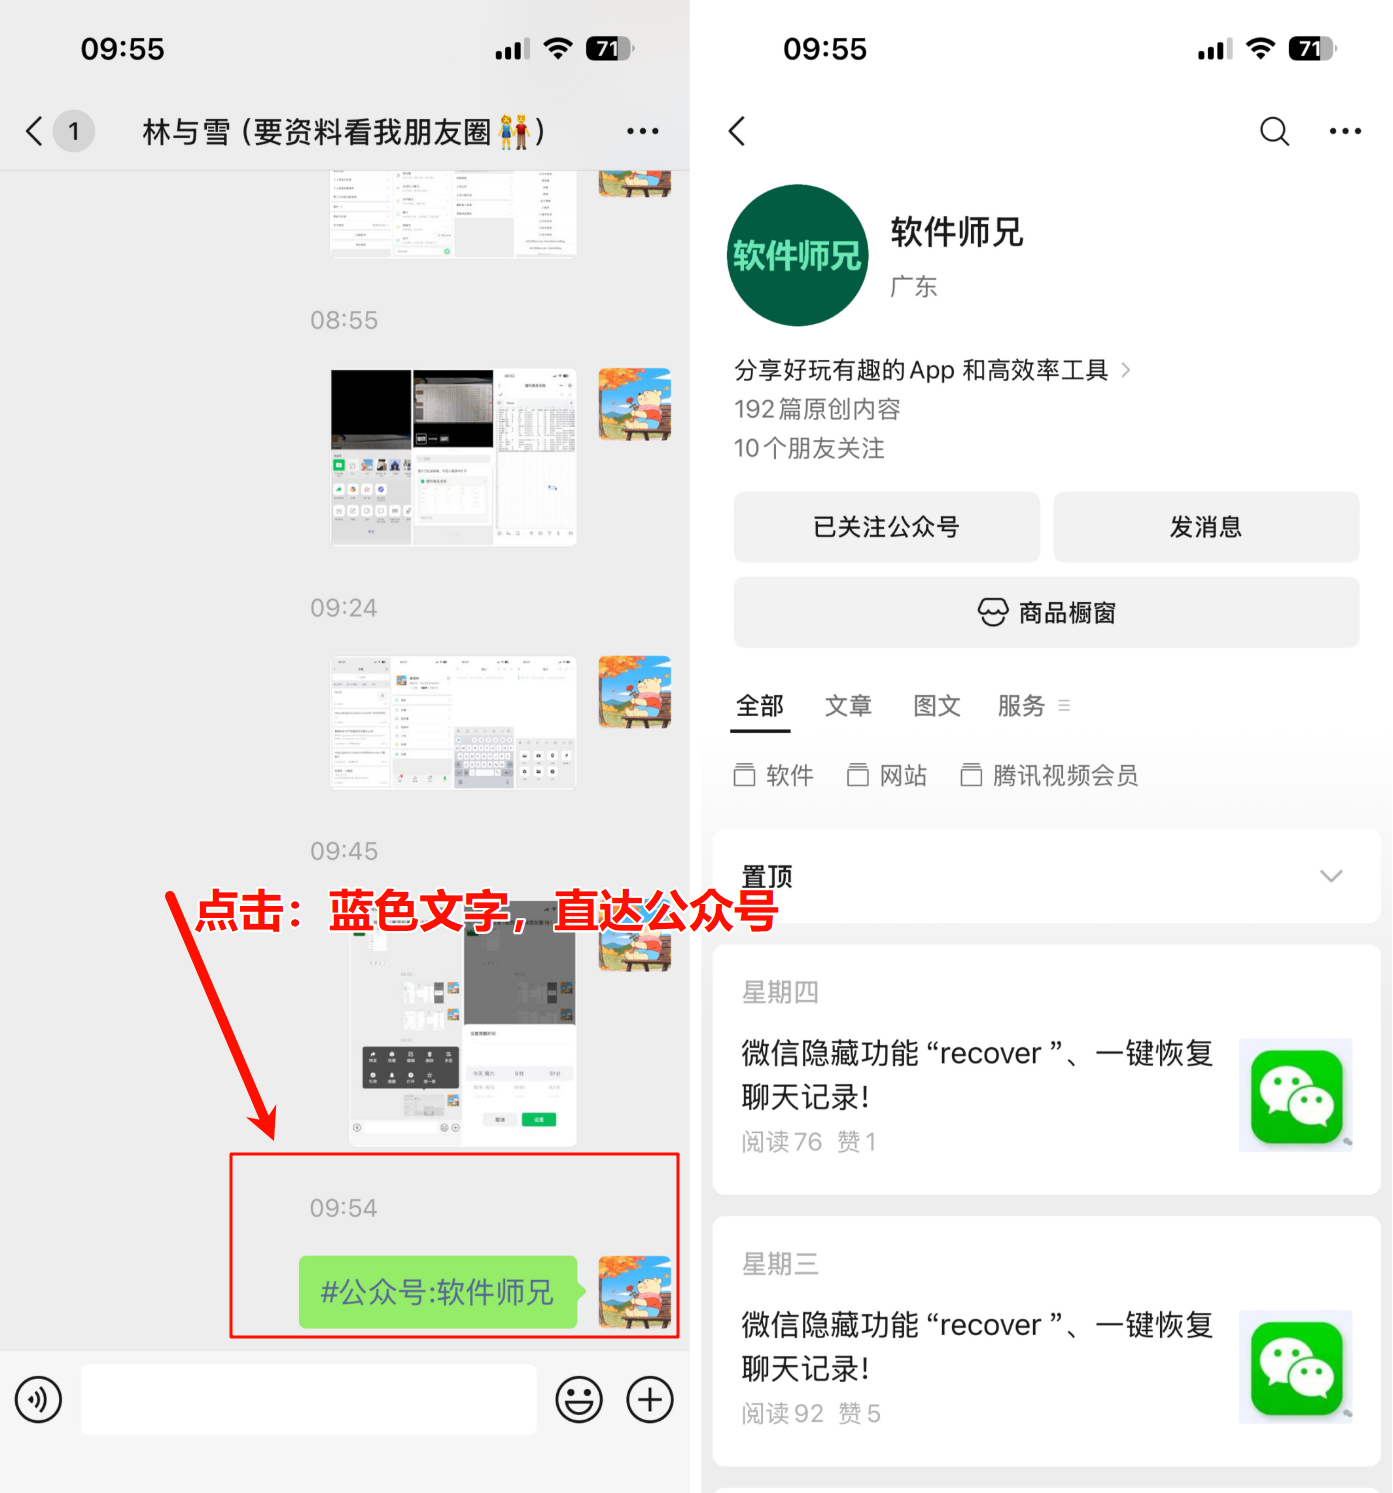 09:55
71
1
林与雪（要资料看我朋友圈👫）
08:55
09:24
09:45
点击：蓝色文字，直达公众号
09:54
#公众号:软件师兄
09:55
71
软件师兄
软件师兄
广东
分享好玩有趣的App 和高效率工具
192篇原创内容
10个朋友关注
已关注公众号
发消息
商品橱窗
全部 文章 图文 服务
软件 网站 腾讯视频会员
置顶
星期四
微信隐藏功能 “recover ”、一键恢复
聊天记录！
阅读 76 赞 1
星期三
微信隐藏功能 “recover ”、一键恢复
聊天记录！
阅读 92 赞 5